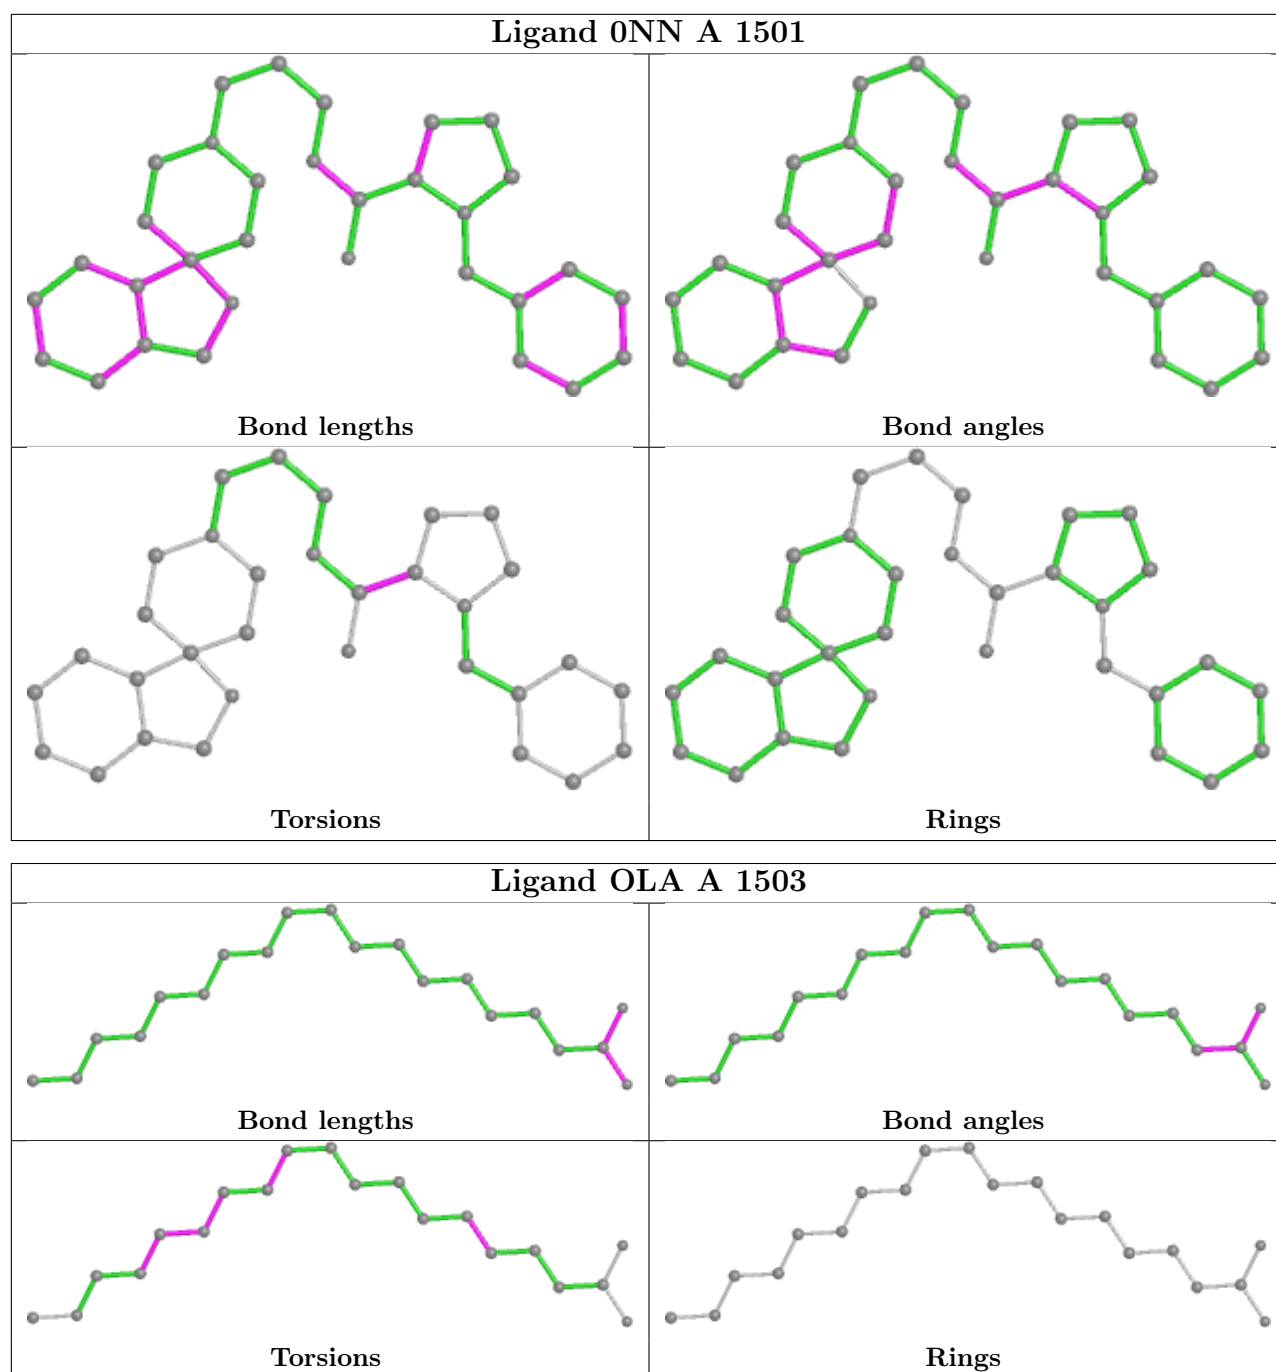 Ligand 0NN A 1501
Bond lengths
Bond angles
Torsions
Rings
Ligand OLA A 1503
Bond lengths
Bond angles
Torsions
Rings